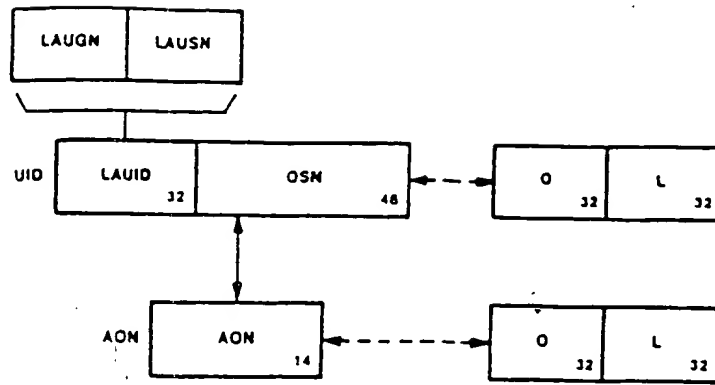 LAUGN LAUSN
UID LAUID 32 OSN 48 O 32 L 32
AON AON 14 O 32 L 32